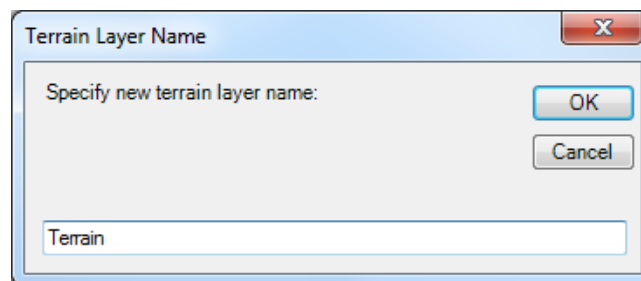 Terrain Layer Name
Specify new terrain layer name:
OK
Cancel
Terrain